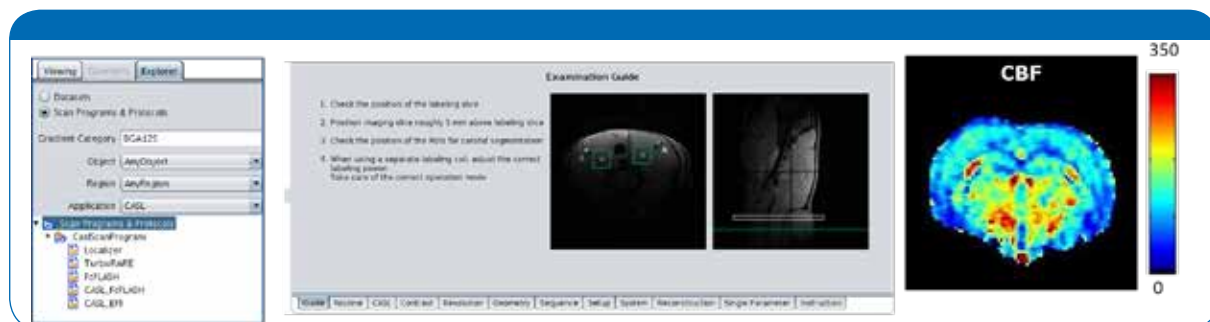 Viewing Explorer
Datasets
Scan Programs & Protocols
Gradient Category BGA12S
Object AnyObject
Region AnyRegion
Application CASL
Scan Programs & Protocols
CaslScanProgram
Localizer
TurboRARE
FcFLASH
CASL_FcFLASH
CASL_EPI
Examination Guide
1. Check the position of the labeling slice
2. Position imaging slice roughly 5 mm above labeling slice
3. Check the position of the ROIs for carotid segmentation
4. When using a separate labeling coil, adjust the correct
labeling power
Take care of the correct operation mode
Guide Routine CASL Contrast Resolution Geometry Sequence Setup System Reconstruction Single Parameter Instruction
CBF
350
0